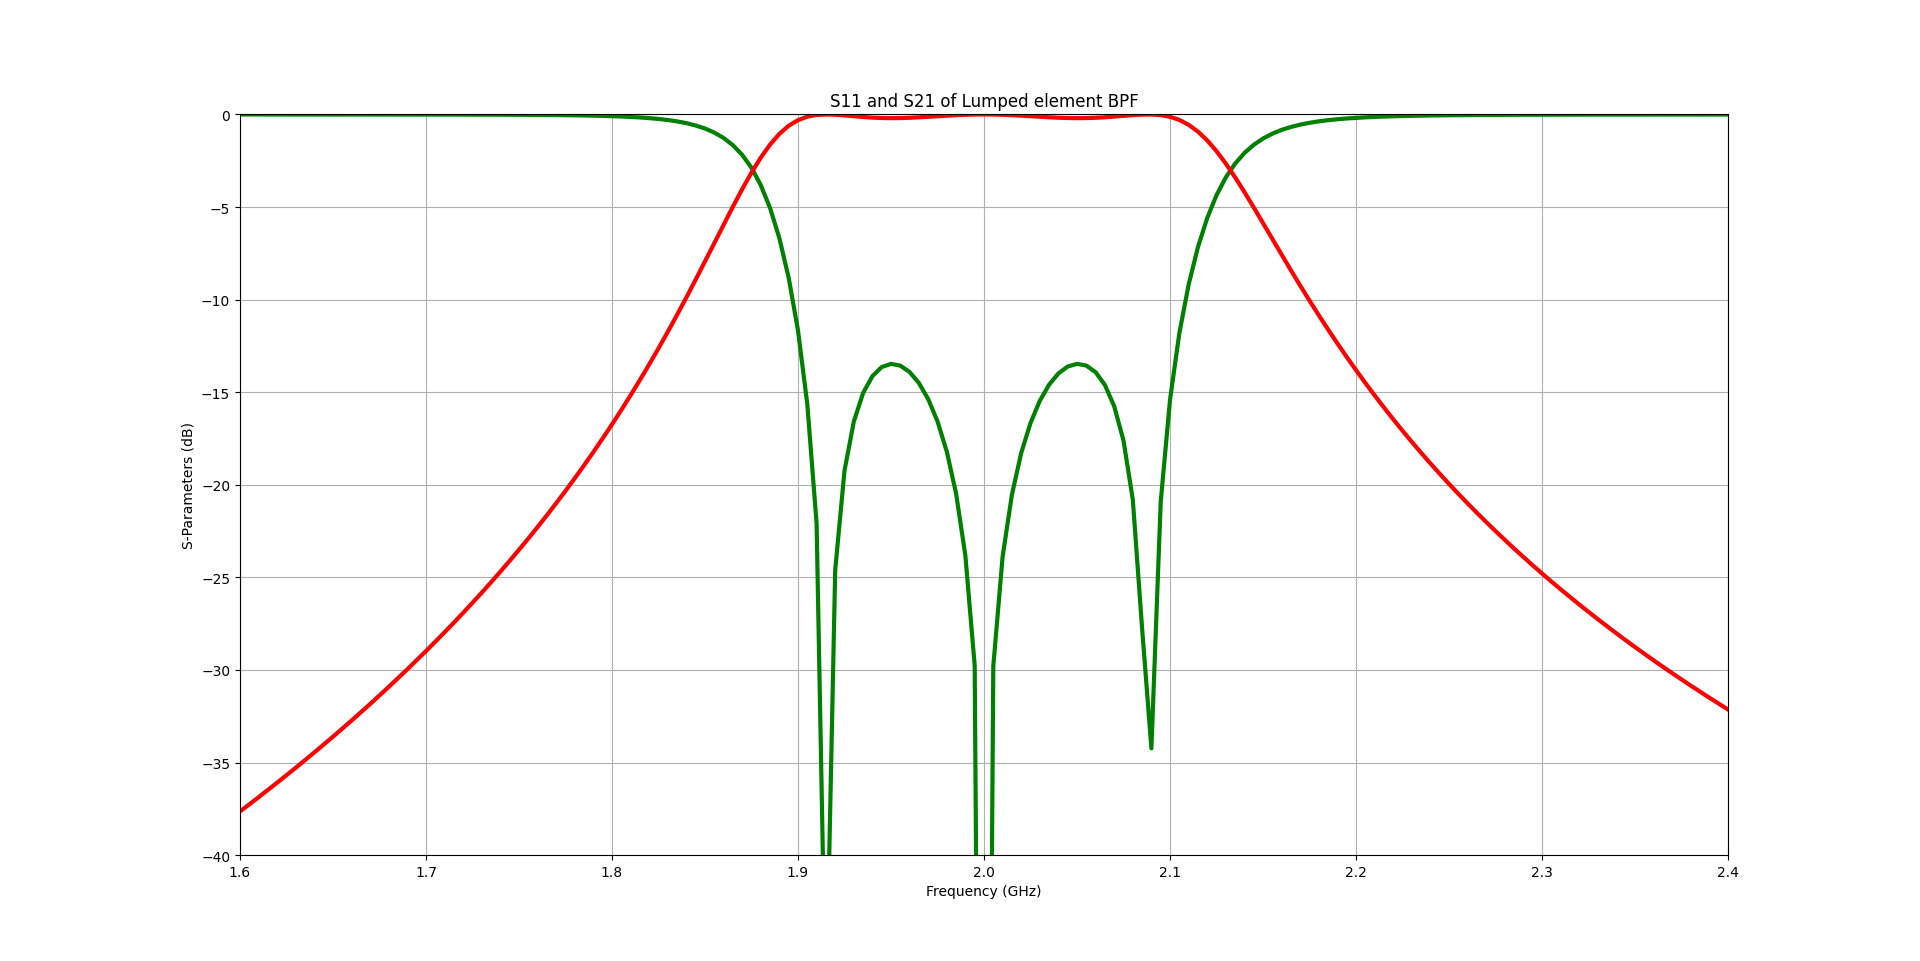 S11 and S21 of Lumped element BPF
0
−5
−10
−15
−20
−25
−30
−35
−40
S-Parameters (dB)
1.6 1.7 1.8 1.9 2.0 2.1 2.2 2.3 2.4
Frequency (GHz)